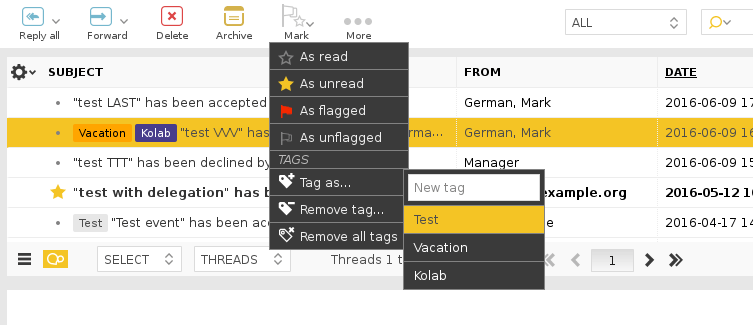 Reply all
Forward
Delete
Archive
Mark
More
ALL
SUBJECT
FROM
DATE
As read
As unread
As flagged
As unflagged
TAGS
Tag as...
Remove tag...
Remove all tags
New tag
Test
Vacation
Kolab
"test LAST" has been accepted
German, Mark
2016-06-09 17
Vacation Kolab "test VVV" has
rma...
German, Mark
2016-06-09 16
"test TTT" has been declined by
Manager
2016-06-09 15
"test with delegation" has b
example.org
2016-05-12 1
Test "Test event" has been acc
e
2016-04-17 14
SELECT
THREADS
Threads 1 t
1